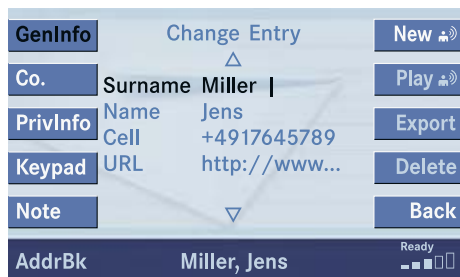 GenInfo Change Entry New
Co. Play
Surname Miller
PrivInfo Name Jens Export
Cell +4917645789
Keypad URL http://www... Delete
Note Back
Ready
AddrBk Miller, Jens